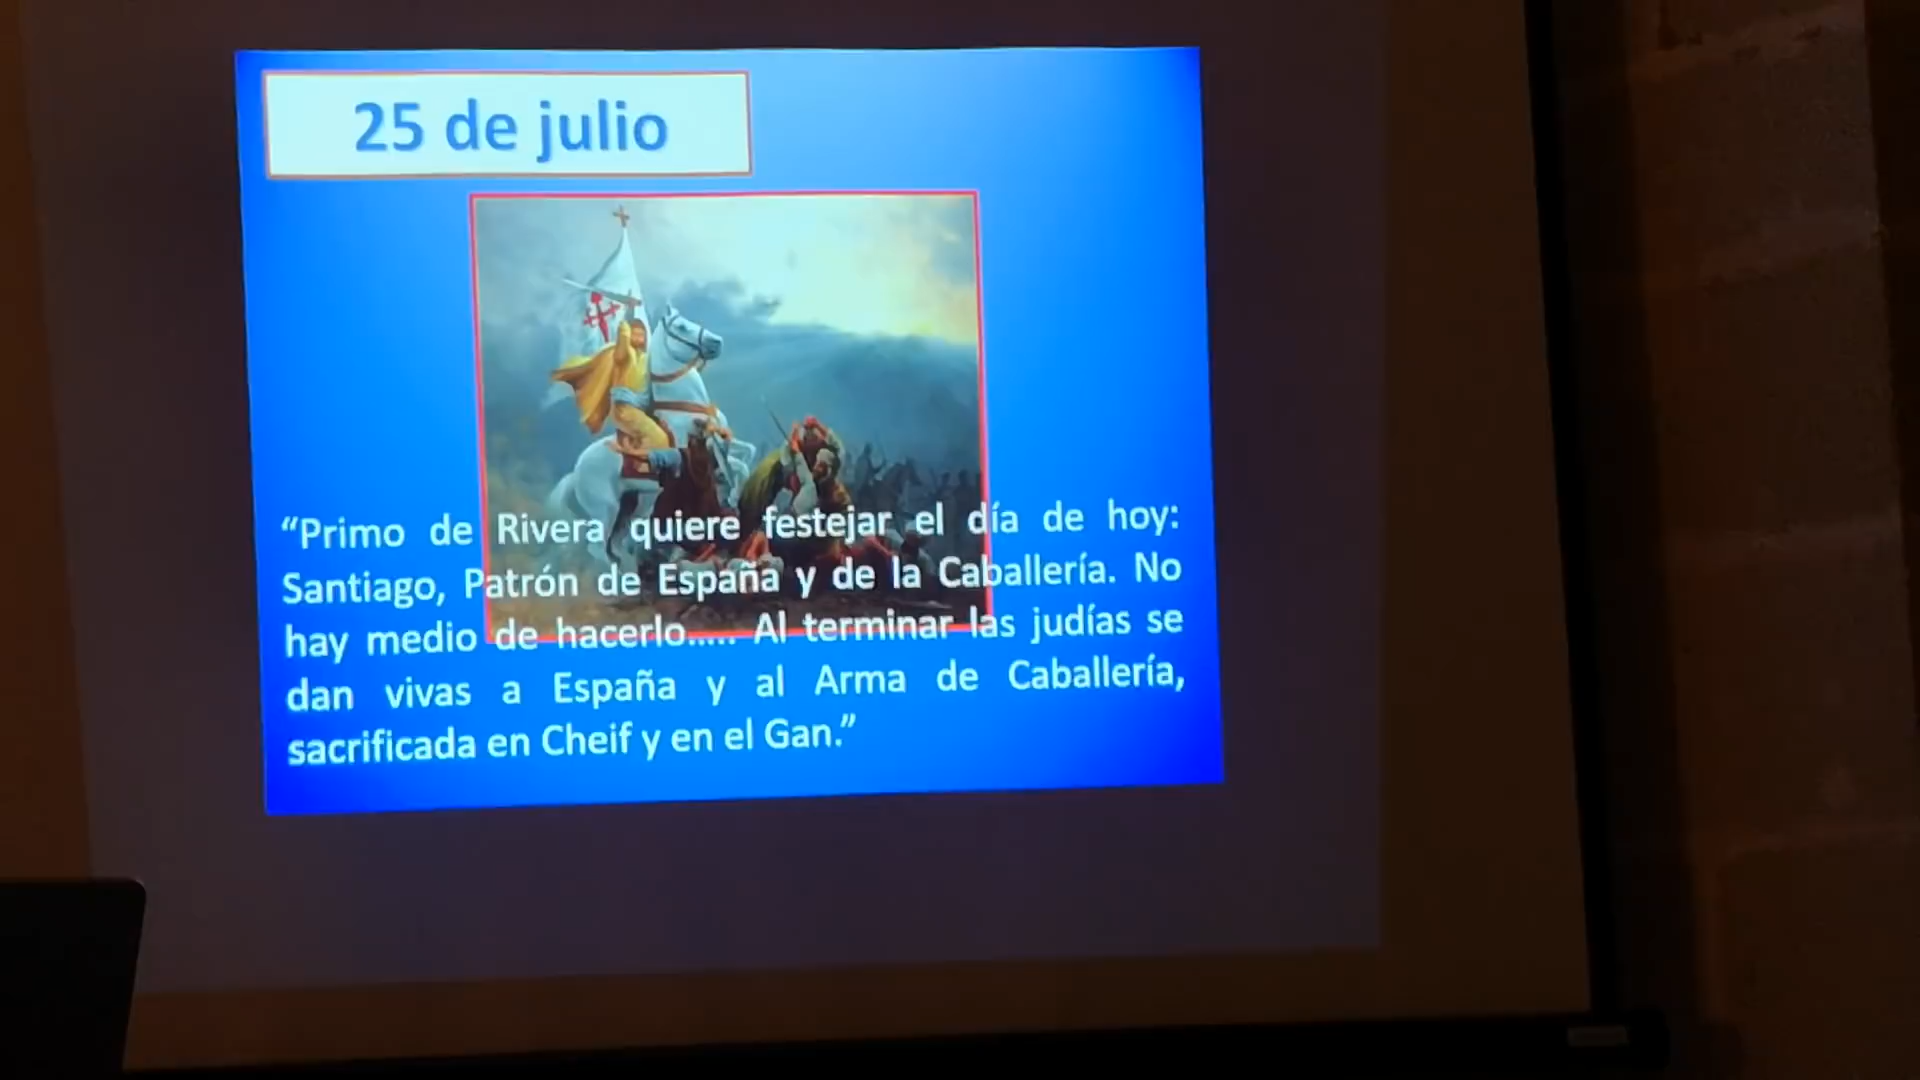 25 de julio
“Primo de Rivera quiere festejar el día de hoy:
Santiago, Patrón de España y de la Caballería. No
hay medio de hacerlo..... Al terminar las judías se
dan vivas a España y al Arma de Caballería,
sacrificada en Cheif y en el Gan.”